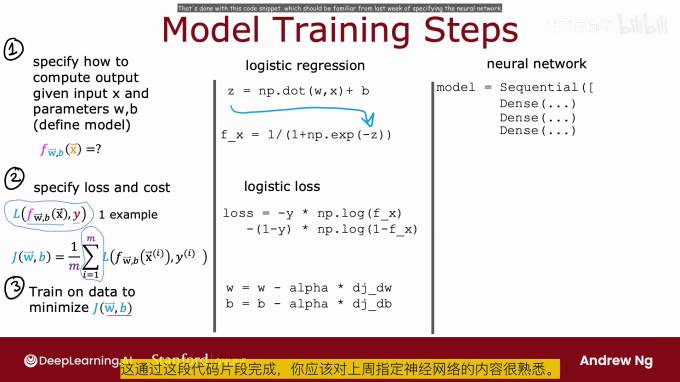 That's done with this code snippet, which should be familiar from last week of specifying the neural network.
bilibili
Model Training Steps
1
specify how to
compute output
given input x and
parameters w,b
(define model)
f_{w⃗,b}(x⃗) =?
2
specify loss and cost
L(f_{w⃗,b}(x⃗), y) 1 example
J(w⃗, b) = 1/m ∑_{i=1}^{m} L(f_{w⃗,b}(x⃗^{(i)}), y^{(i)})
3
Train on data to
minimize J(w⃗, b)
logistic regression
z = np.dot(w,x)+ b
f_x = 1/(1+np.exp(-z))
logistic loss
loss = -y * np.log(f_x)
-(1-y) * np.log(1-f_x)
w = w - alpha * dj_dw
b = b - alpha * dj_db
neural network
model = Sequential([
Dense(...)
Dense(...)
Dense(...)
DeepLearning.AI
Andrew Ng
这通过这段代码片段完成，你应该对上周指定神经网络的内容很熟悉。